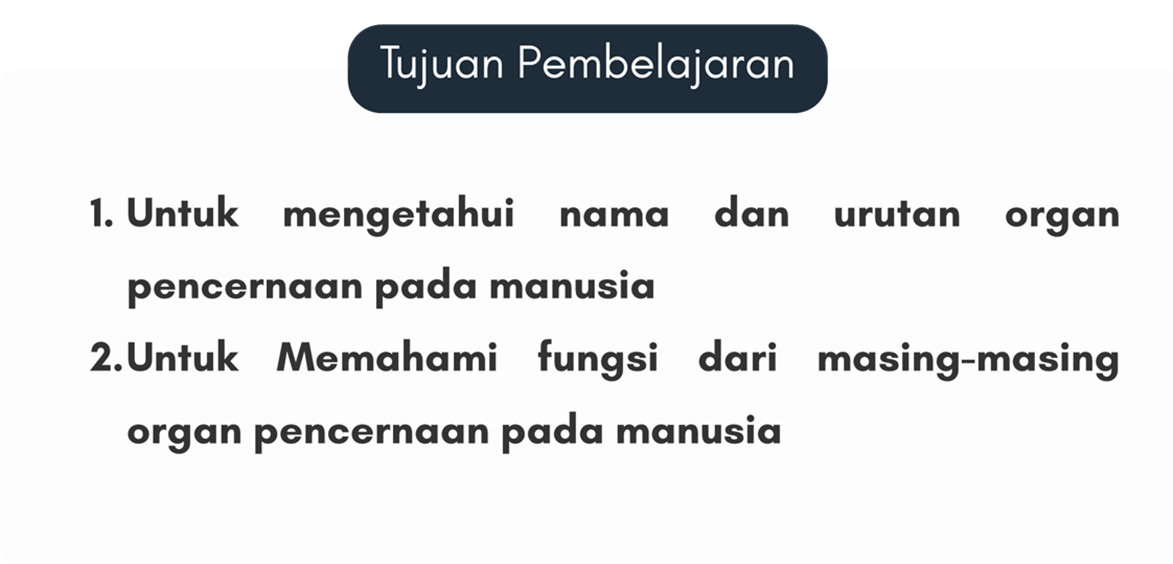 Tujuan Pembelajaran
1. Untuk mengetahui nama dan urutan organ
pencernaan pada manusia
2.Untuk Memahami fungsi dari masing-masing
organ pencernaan pada manusia